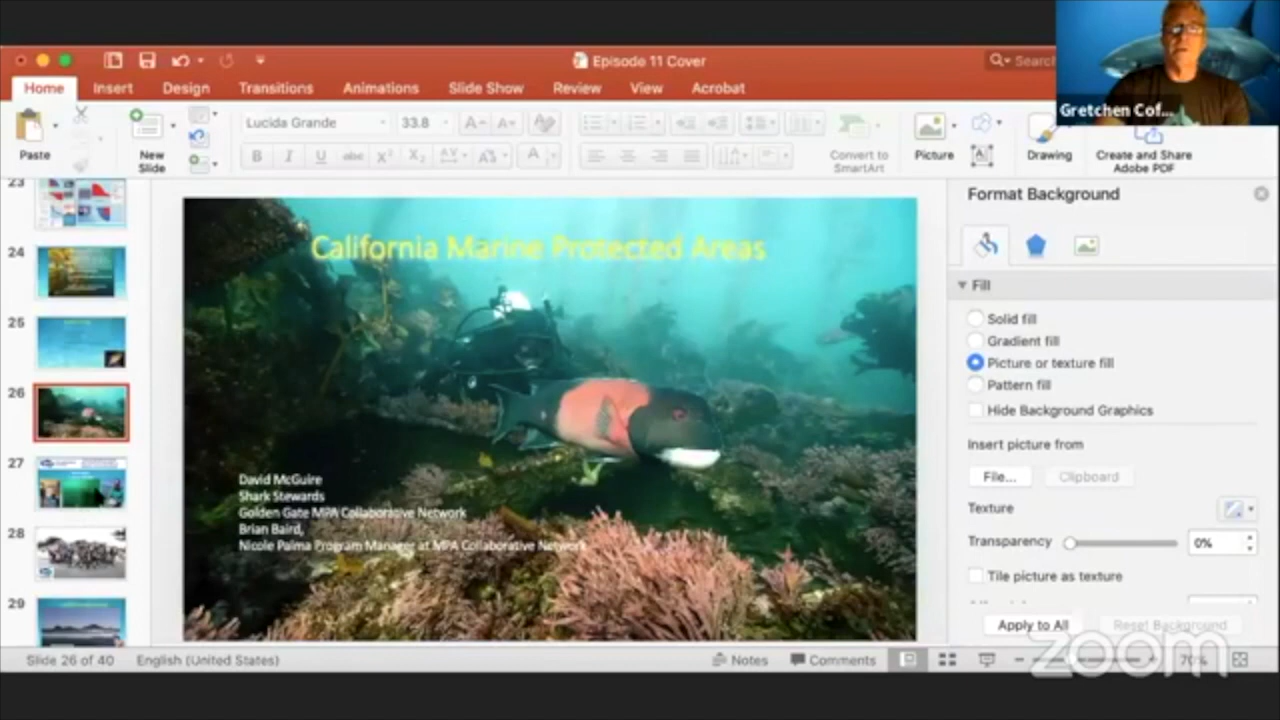 Episode 11 Cover
Search
Home Insert Design Transitions Animations Slide Show Review View Acrobat
Gretchen Cof...
Lucida Grande 33.8
Paste
New Slide
Convert to SmartArt
Picture
Drawing
Create and Share Adobe PDF
23
24
25
26
27
28
29
California Marine Protected Areas
David McGuire
Shark Stewards
Golden Gate MPA Collaborative Network
Brian Baird,
Nicole Palma Program Manager at MPA Collaborative Network
Format Background
Fill
Solid fill
Gradient fill
Picture or texture fill
Pattern fill
Hide Background Graphics
Insert picture from
File... Clipboard
Texture
Transparency 0%
Tile picture as texture
Apply to All Reset Background
Slide 26 of 40 English (United States) Notes Comments 70%
zoom